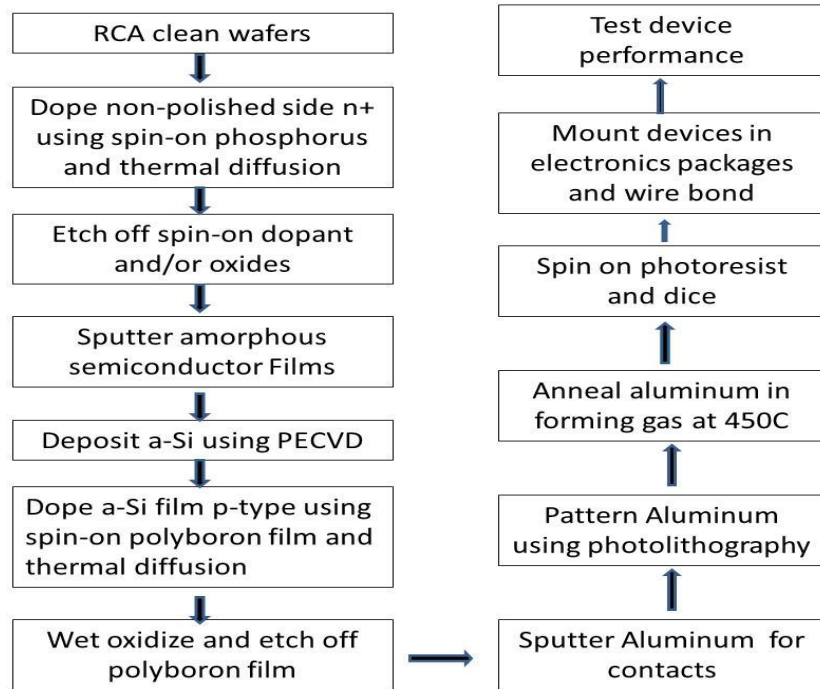 RCA clean wafers
Dope non-polished side n+
using spin-on phosphorus
and thermal diffusion
Etch off spin-on dopant
and/or oxides
Sputter amorphous
semiconductor Films
Deposit a-Si using PECVD
Dope a-Si film p-type using
spin-on polyboron film and
thermal diffusion
Wet oxidize and etch off
polyboron film
Sputter Aluminum for
contacts
Pattern Aluminum
using photolithography
Anneal aluminum in
forming gas at 450C
Spin on photoresist
and dice
Mount devices in
electronics packages
and wire bond
Test device
performance